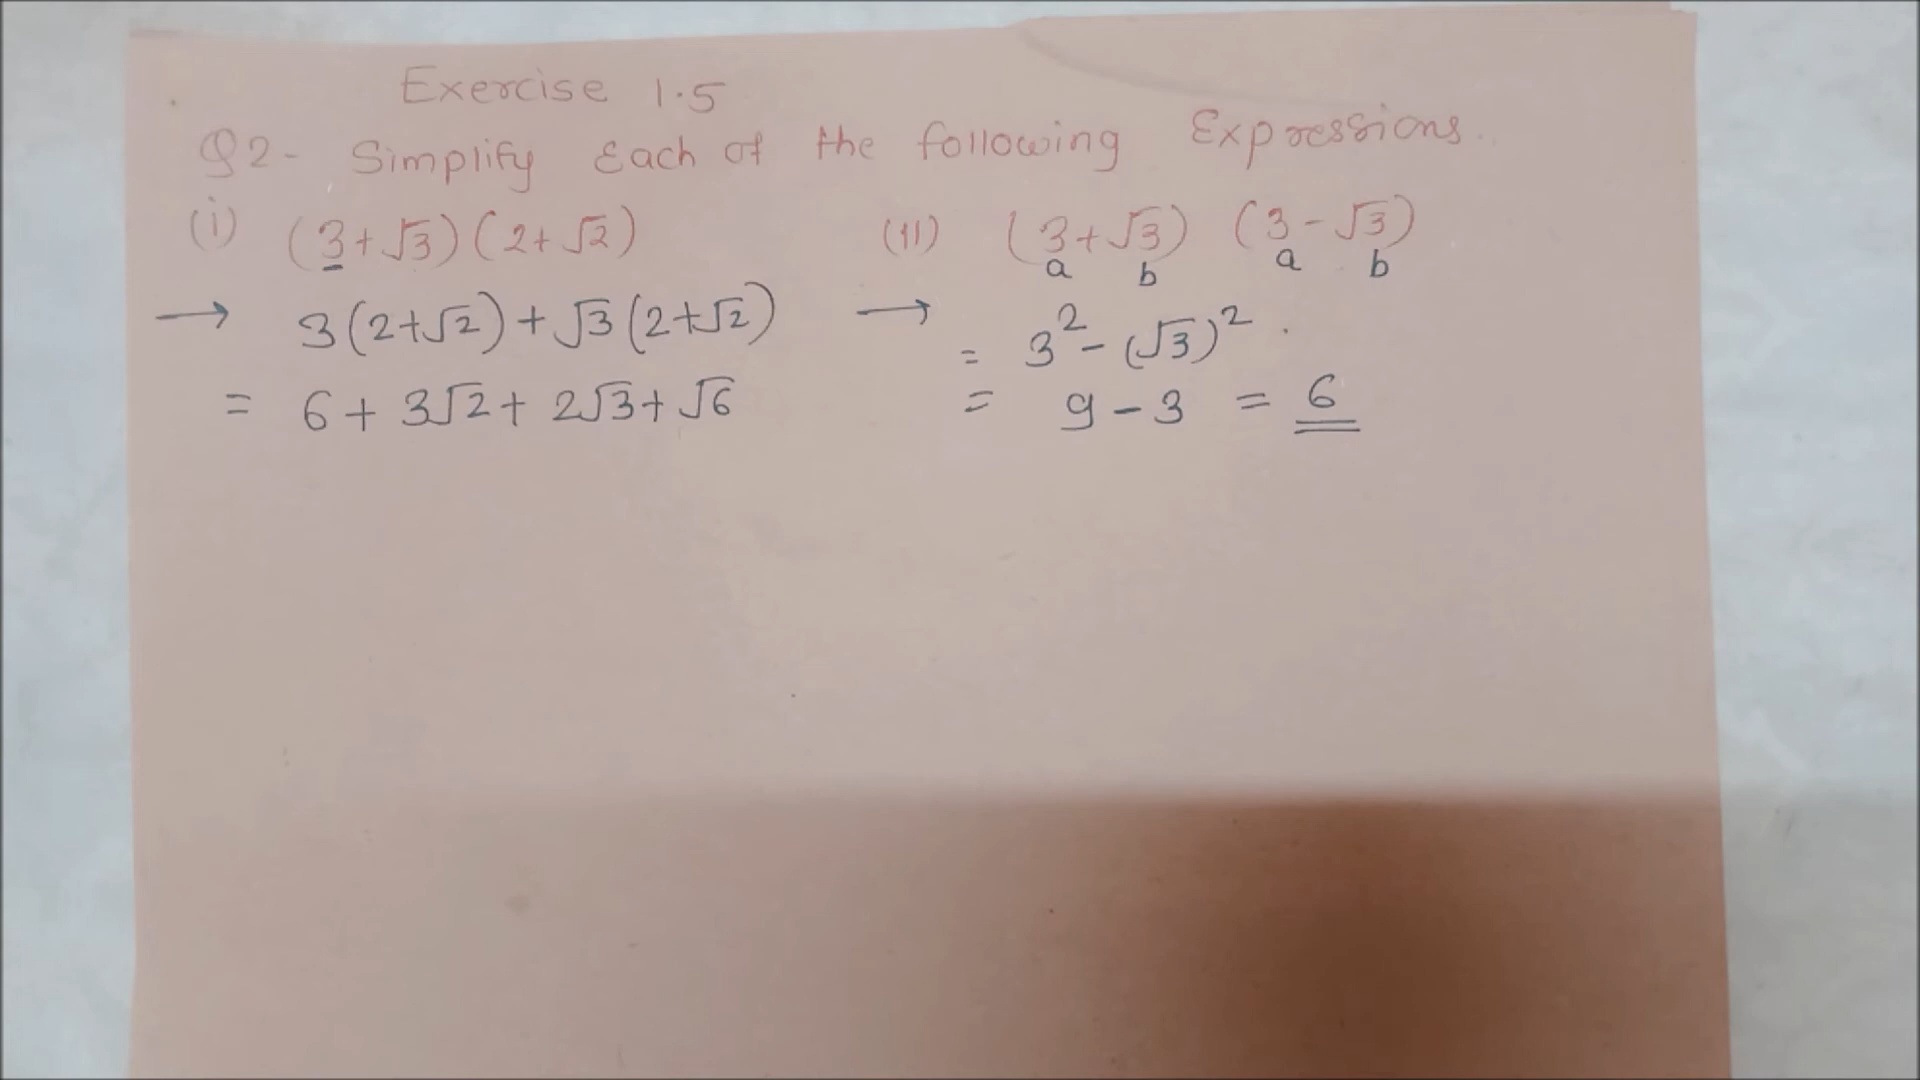 Exercise 1.5
Q2- Simplify Each of the following Expressions.
(i) (3+√3)(2+√2)
→ 3(2+√2)+√3(2+√2)
= 6+3√2+2√3+√6
(11) (3+√3) (3-√3)
a b a b
→
= 3²-(√3)².
= 9-3 = 6